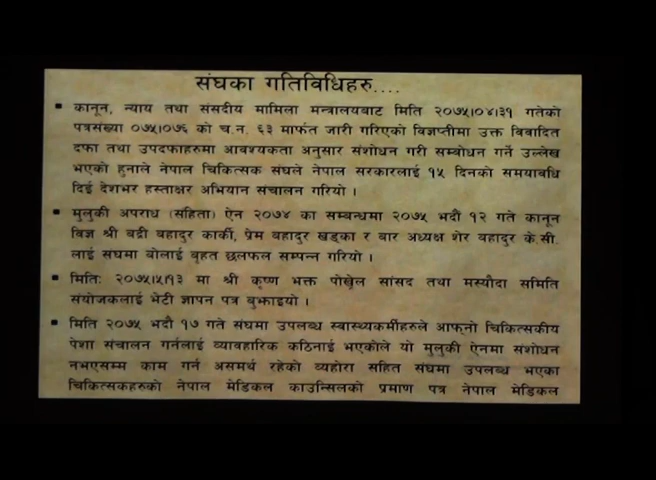 संघका गतिविधिहरु....
▪ कानून, न्याय तथा संसदीय मामिला मन्त्रालयबाट मिति २०७५।०४।३१ गतेको
पत्रसंख्या ०७५।०७६ को च.न. ६३ मार्फत जारी गरिएको विज्ञप्तीमा उक्त विवादित
दफा तथा उपदफाहरुमा आवश्यकता अनुसार संशोधन गरी सम्बोधन गर्ने उल्लेख
भएको हुनाले नेपाल चिकित्सक संघले नेपाल सरकारलाई १५ दिनको समयावधि
दिई देशभर हस्ताक्षर अभियान संचालन गरियो ।
▪ मुलुकी अपराध (संहिता) ऐन २०७४ का सम्बन्धमा २०७५ भदौ १२ गते कानून
विज्ञ श्री बद्री बहादुर कार्की, प्रेम बहादुर खड्का र बार अध्यक्ष शेर बहादुर के.सी.
लाई संघमा बोलाई बृहत छलफल सम्पन्न गरियो ।
▪ मिति: २०७५।५।१३ मा श्री कृष्ण भक्त पोख्रेल सांसद तथा मस्यौदा समिति
संयोजकलाई भेटी ज्ञापन पत्र बुझाइयो ।
▪ मिति २०७५ भदौ १७ गते संघमा उपलब्ध स्वास्थ्यकर्मीहरुले आफ्नो चिकित्सकीय
पेशा संचालन गर्नलाई व्यावहारिक कठिनाई भएकोले यो मुलुकी ऐनमा संशोधन
नभएसम्म काम गर्न असमर्थ रहेको व्यहोरा सहित संघमा उपलब्ध भएका
चिकित्सकहरुको नेपाल मेडिकल काउन्सिलको प्रमाण पत्र नेपाल मेडिकल